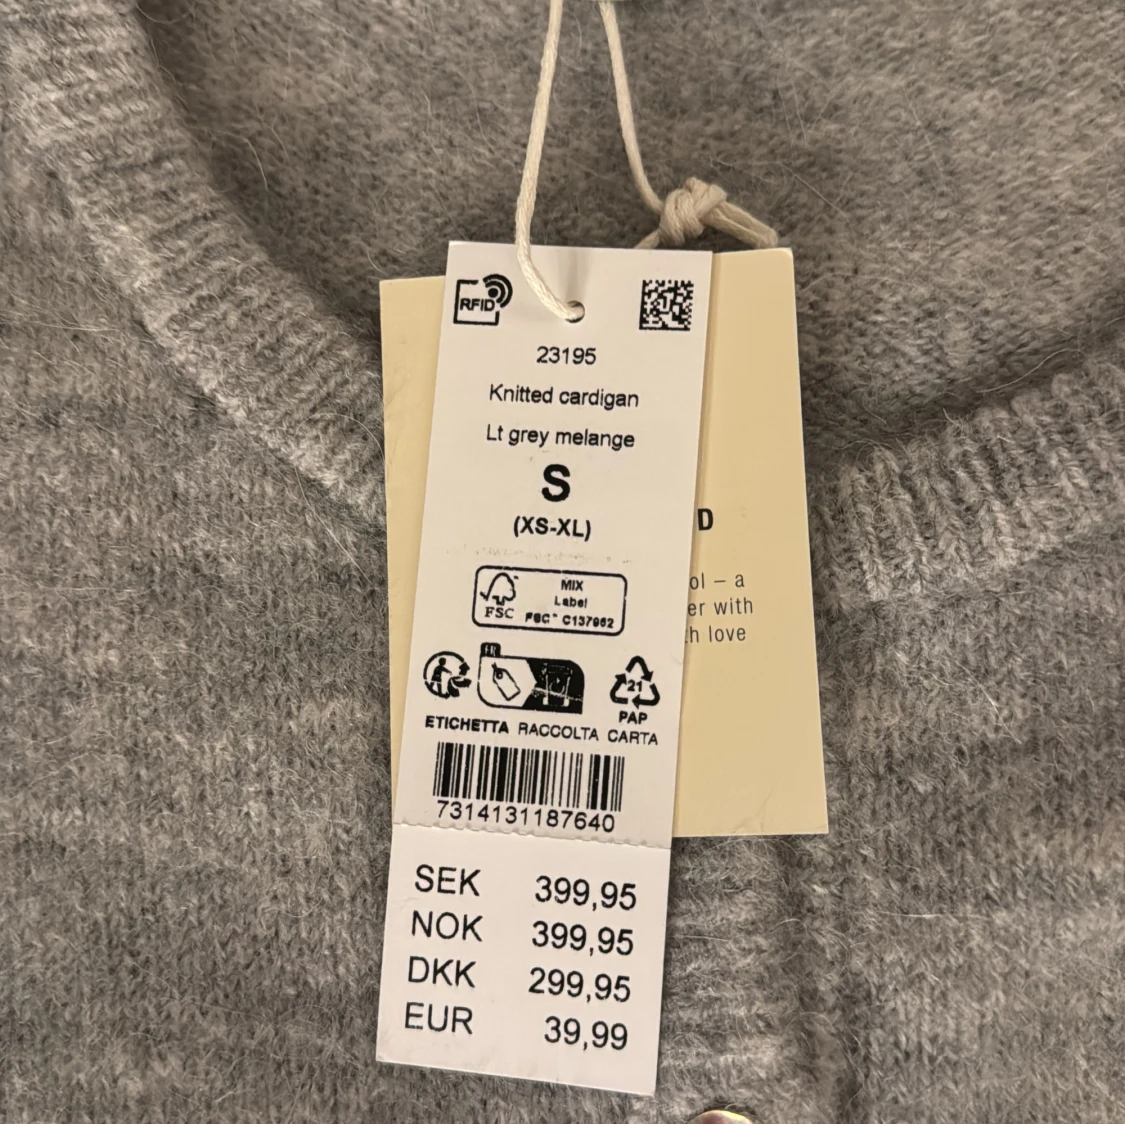 RFID
23195
Knitted cardigan
Lt grey melange
S
(XS-XL)
MIX
Label
FSC FSC™ C137962
FR
21
PAP
ETICHETTA RACCOLTA CARTA
7314131187640
SEK 399,95
NOK 399,95
DKK 299,95
EUR 39,99
D
ol – a
er with
h love